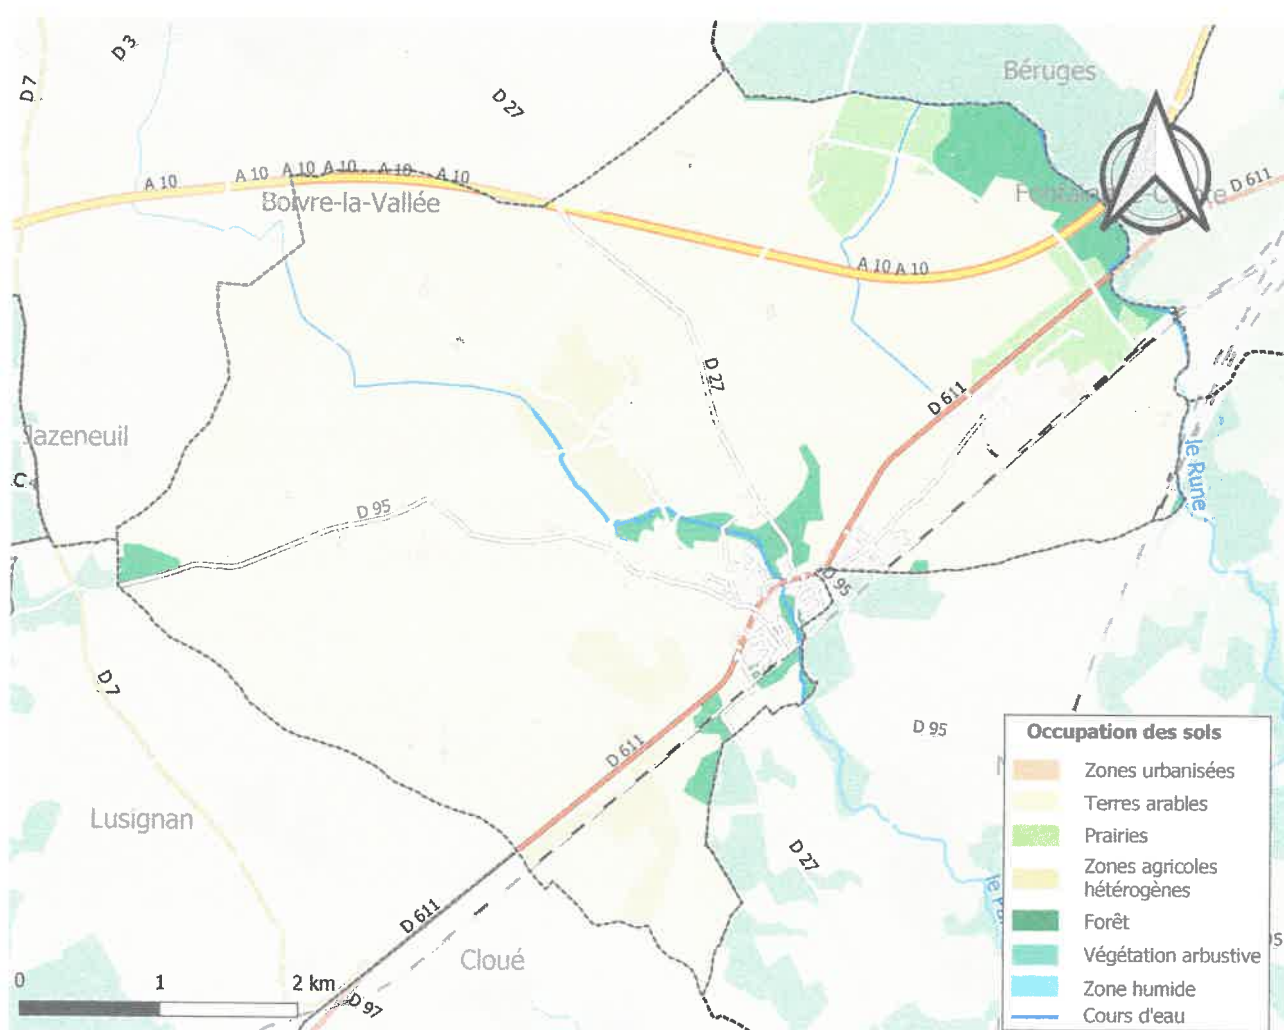 D 3
Béruges
D 7
D 27
A 10
A 10
A 10
A 10
A 10
A 10
D 611
Boivre-la-Vallée
A 10
A 10
A 10
D 27
D 611
Jazeneuil
le Rune
C
D 95
D 95
D 7
D 95
D 611
Lusignan
D 27
D 611
Cloué
D 97
0
1
2 km
Occupation des sols
Zones urbanisées
Terres arables
Prairies
Zones agricoles
hétérogènes
Forêt
Végétation arbustive
Zone humide
Cours d'eau